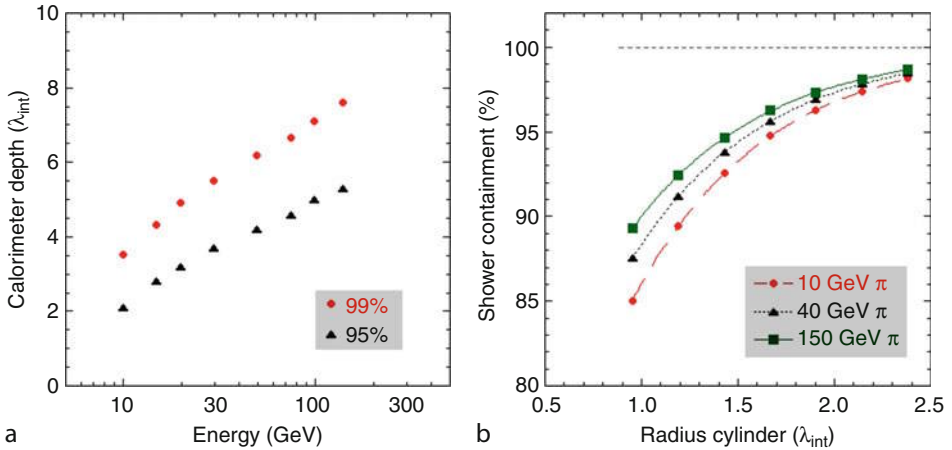 10
8
6
4
2
0
Calorimeter depth (λint)
99%
95%
10
30
100
300
Energy (GeV)
a
100
95
90
85
80
Shower containment (%)
10 GeV π
40 GeV π
150 GeV π
0.5
1.0
1.5
2.0
2.5
Radius cylinder (λint)
b